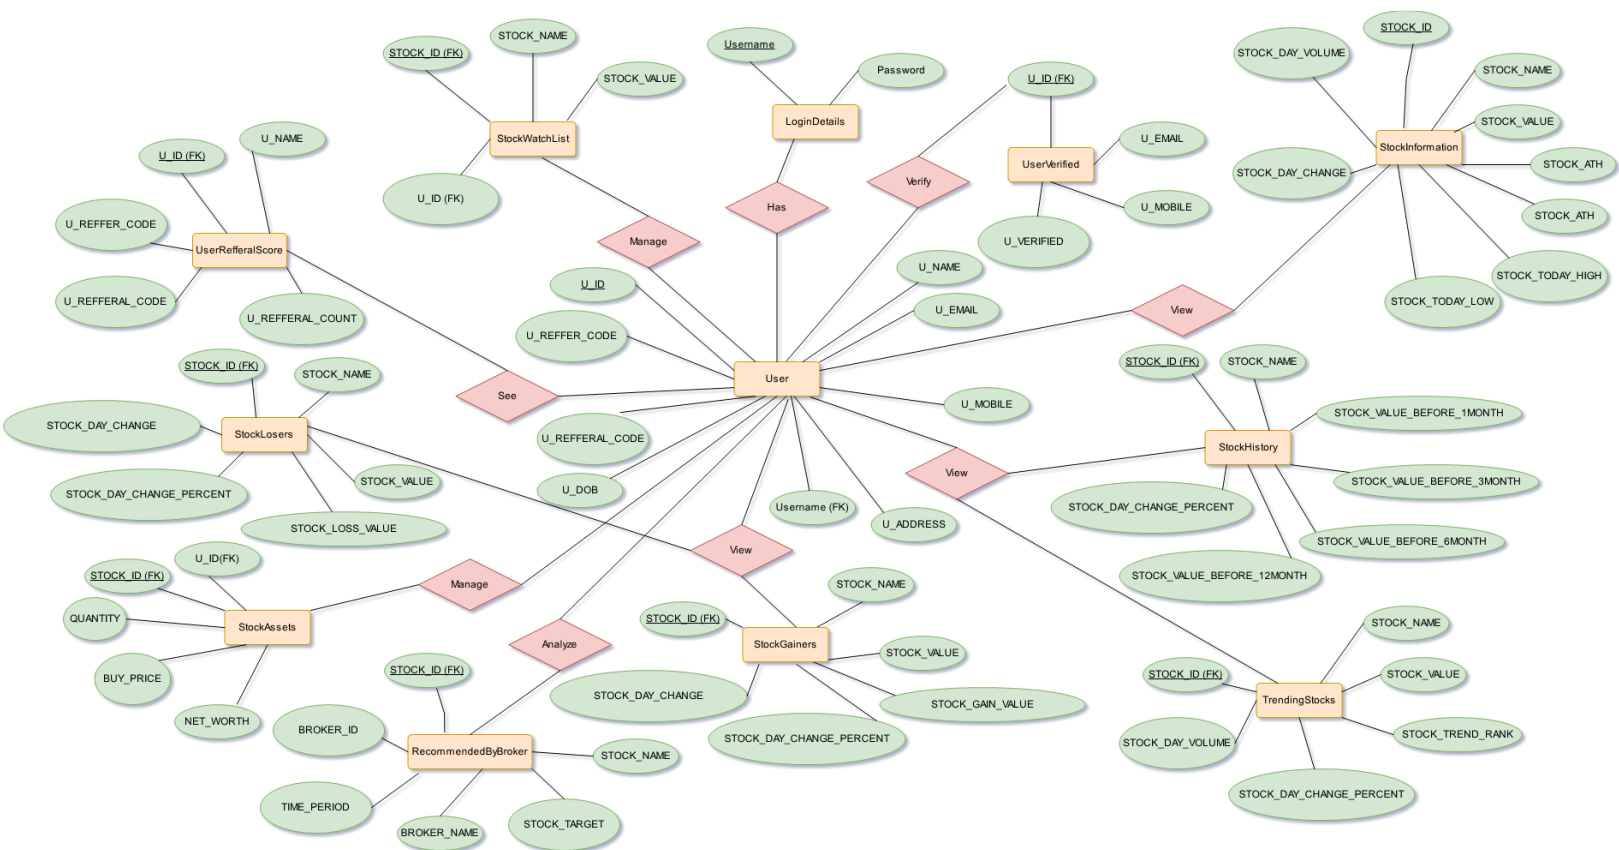 STOCK_ID (FK)
STOCK_NAME
STOCK_VALUE
StockWatchList
U_ID (FK)
Username
Password
LoginDetails
Has
U_ID (FK)
UserVerified
U_EMAIL
U_MOBILE
U_VERIFIED
Verify
STOCK_ID
STOCK_DAY_VOLUME
STOCK_NAME
STOCK_VALUE
StockInformation
STOCK_ATH
STOCK_DAY_CHANGE
STOCK_ATH
STOCK_TODAY_HIGH
STOCK_TODAY_LOW
View
U_NAME
U_ID (FK)
U_REFFER_CODE
UserRefferalScore
U_REFFERAL_CODE
U_REFFERAL_COUNT
See
Manage
U_ID
U_REFFER_CODE
U_NAME
U_EMAIL
User
U_MOBILE
U_REFFERAL_CODE
U_DOB
Username (FK)
U_ADDRESS
STOCK_ID (FK)
STOCK_NAME
STOCK_DAY_CHANGE
StockLosers
STOCK_VALUE
STOCK_DAY_CHANGE_PERCENT
STOCK_LOSS_VALUE
View
STOCK_ID (FK)
STOCK_NAME
STOCK_VALUE_BEFORE_1MONTH
StockHistory
STOCK_VALUE_BEFORE_3MONTH
STOCK_DAY_CHANGE_PERCENT
STOCK_VALUE_BEFORE_6MONTH
STOCK_VALUE_BEFORE_12MONTH
View
U_ID(FK)
STOCK_ID (FK)
QUANTITY
StockAssets
BUY_PRICE
NET_WORTH
Manage
Analyze
STOCK_ID (FK)
BROKER_ID
RecommendedByBroker
STOCK_NAME
TIME_PERIOD
BROKER_NAME
STOCK_TARGET
STOCK_NAME
STOCK_ID (FK)
StockGainers
STOCK_VALUE
STOCK_DAY_CHANGE
STOCK_GAIN_VALUE
STOCK_DAY_CHANGE_PERCENT
STOCK_NAME
STOCK_ID (FK)
STOCK_VALUE
TrendingStocks
STOCK_DAY_VOLUME
STOCK_TREND_RANK
STOCK_DAY_CHANGE_PERCENT